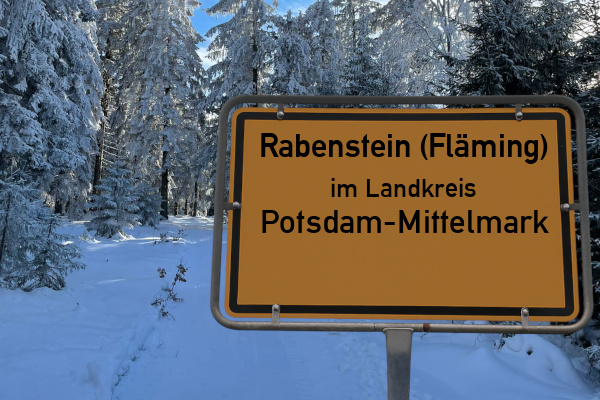 Rabenstein (Fläming)
im Landkreis
Potsdam-Mittelmark